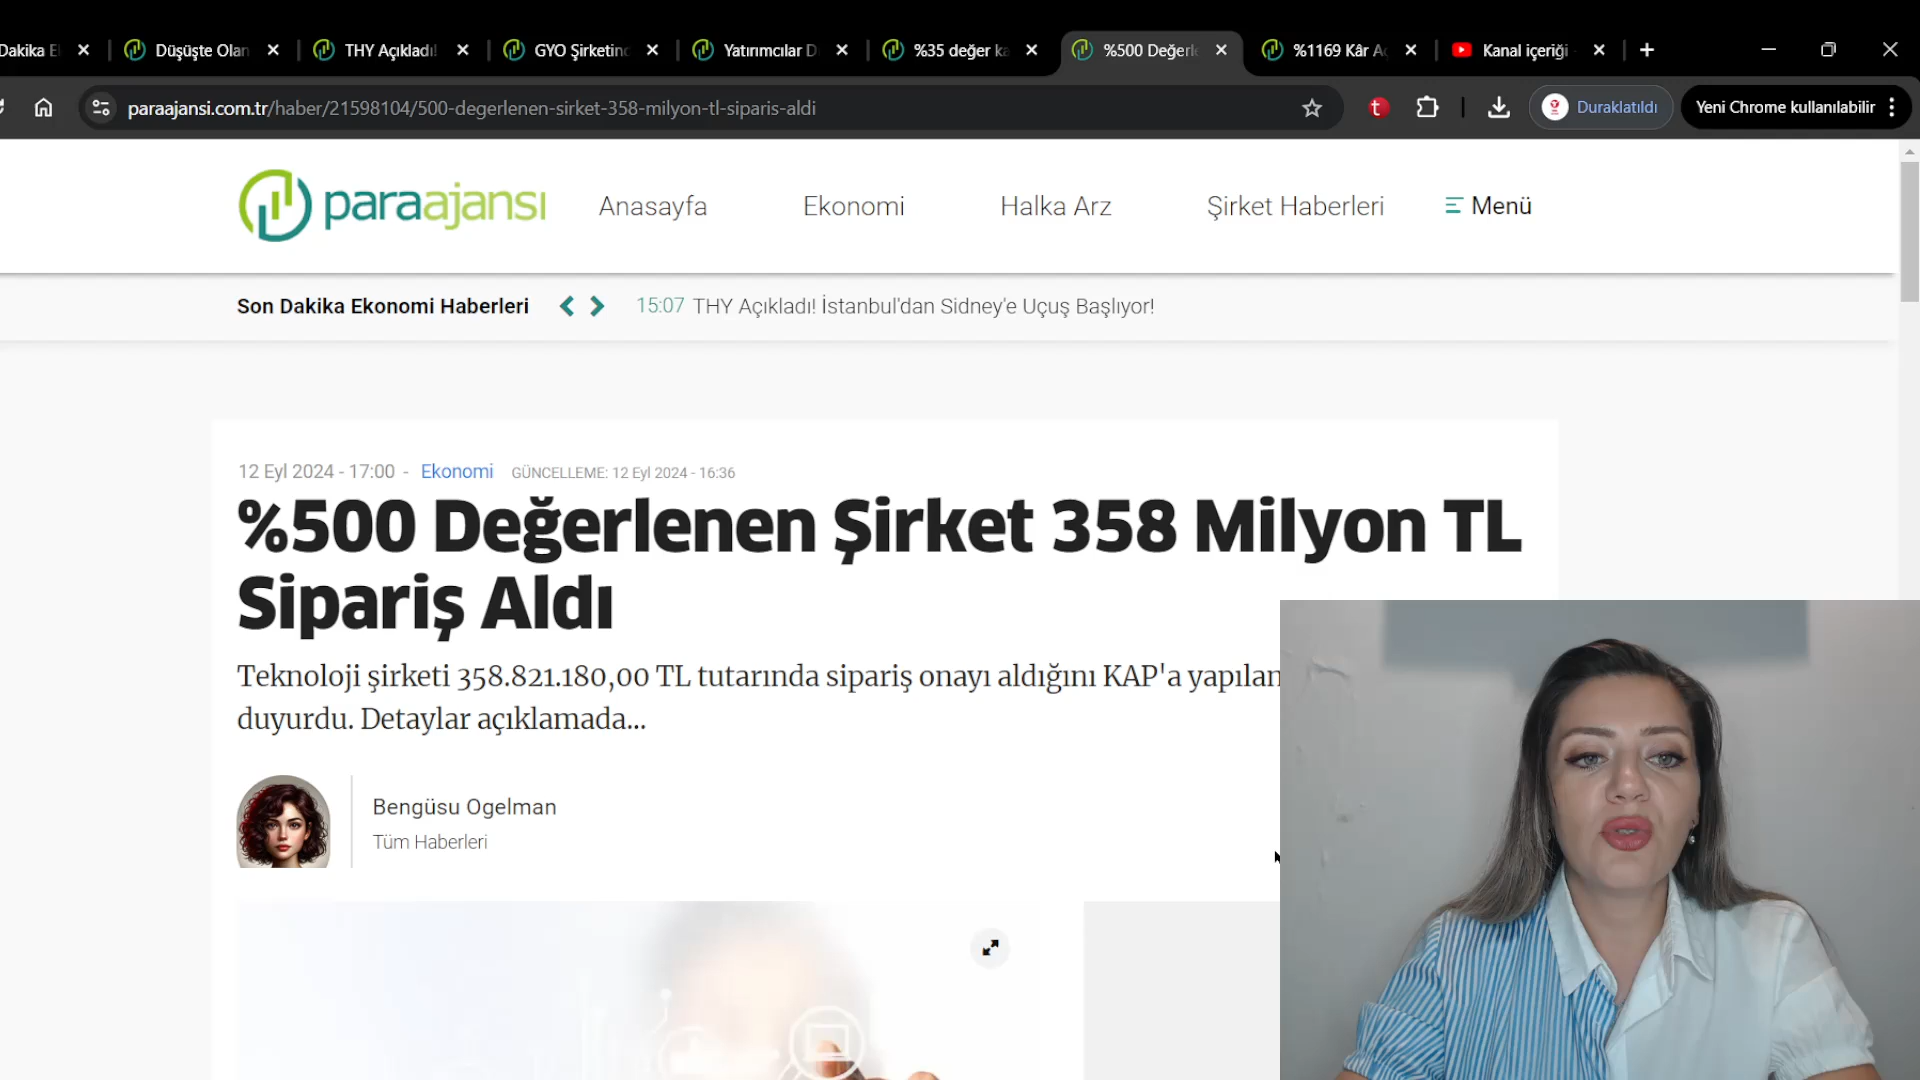 Dakika E
Düşüşte Olan
THY Açıkladı!
GYO Şirketinc
Yatırımcılar D
%35 değer ka
%500 Değerl
%1169 Kâr Aç
Kanal içeriği
paraajansi.com.tr/haber/21598104/500-degerlenen-sirket-358-milyon-tl-siparis-aldi
t
Duraklatıldı
Yeni Chrome kullanılabilir
paraajansı
Anasayfa
Ekonomi
Halka Arz
Şirket Haberleri
Menü
Son Dakika Ekonomi Haberleri
15:07 THY Açıkladı! İstanbul'dan Sidney'e Uçuş Başlıyor!
12 Eyl 2024 - 17:00 - Ekonomi GÜNCELLEME: 12 Eyl 2024 - 16:36
%500 Değerlenen Şirket 358 Milyon TL
Sipariş Aldı
Teknoloji şirketi 358.821.180,00 TL tutarında sipariş onayı aldığını KAP'a yapılan
duyurdu. Detaylar açıklamada...
Bengüsu Ogelman
Tüm Haberleri